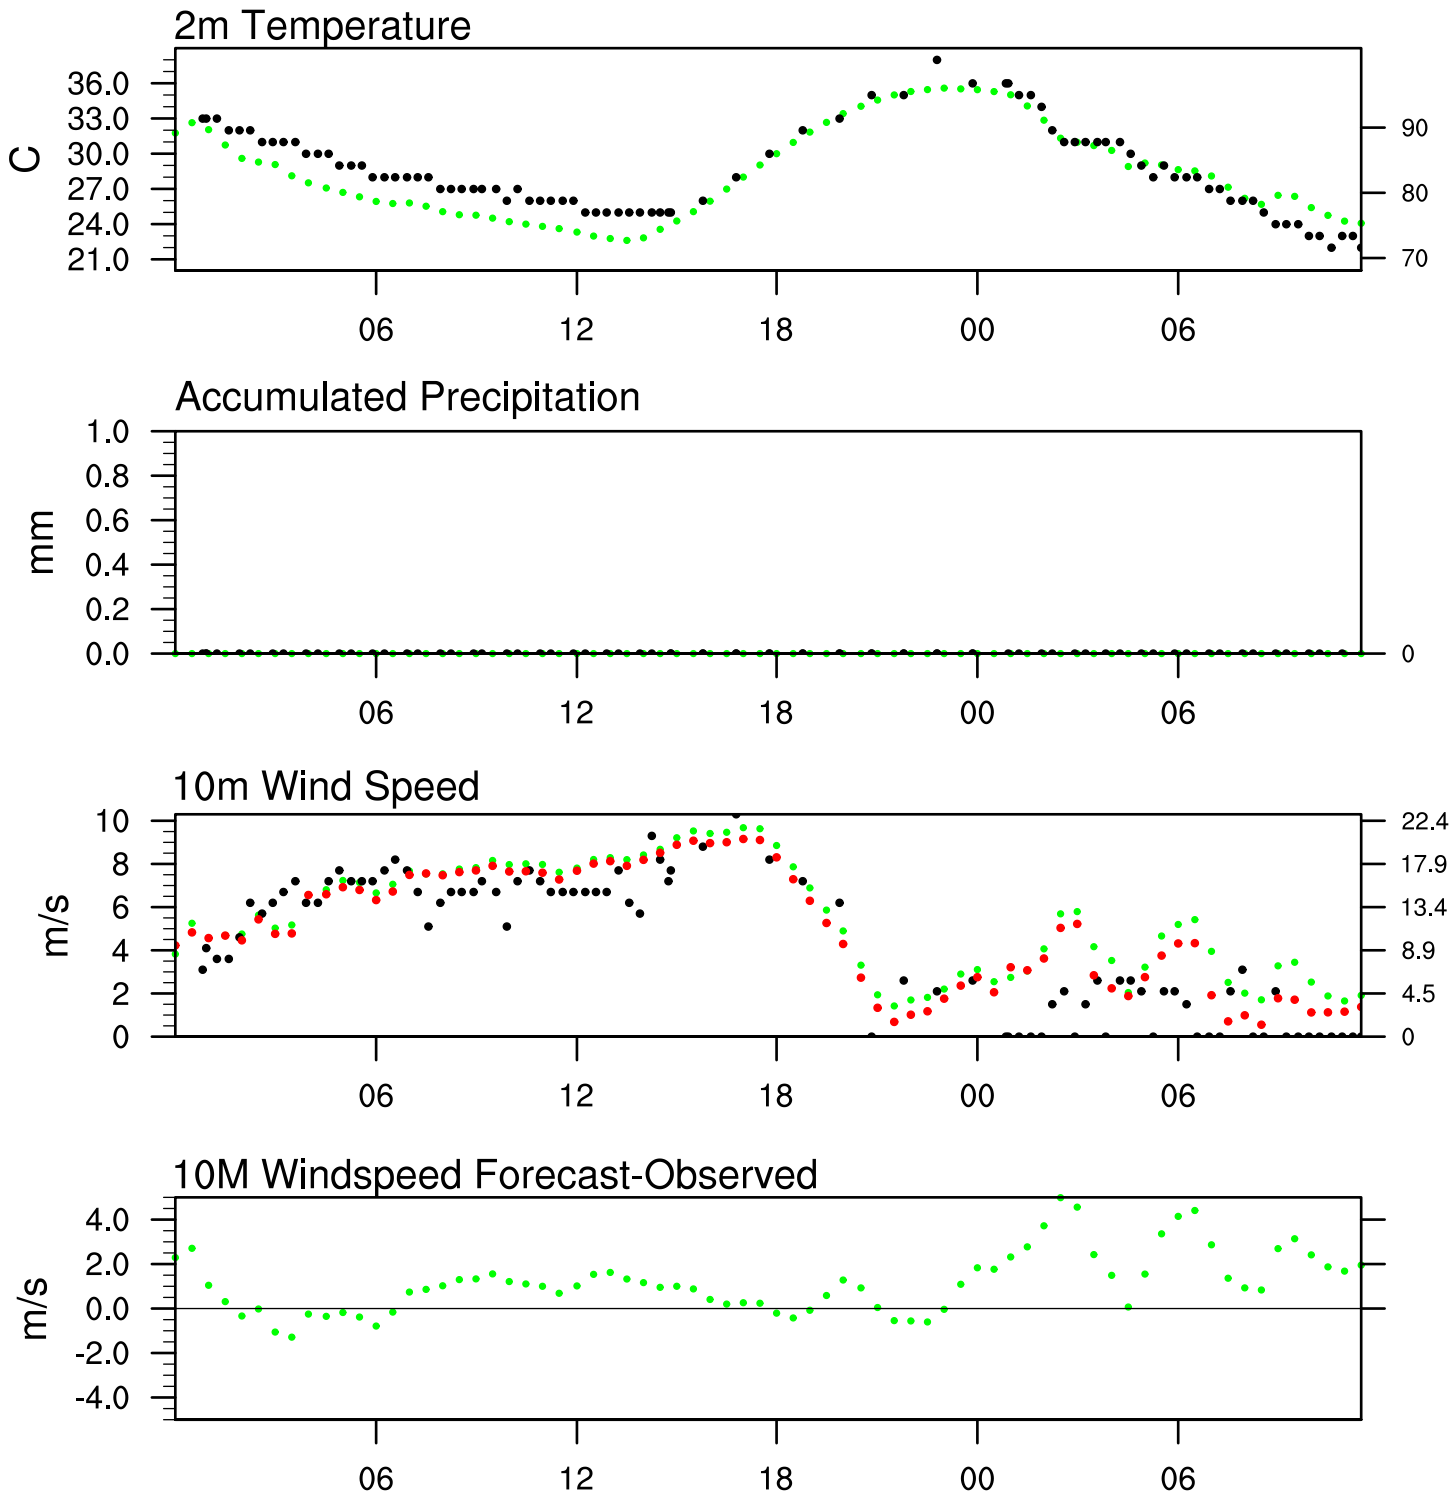 2m Temperature
C
36.0
33.0
30.0
27.0
24.0
21.0
90
80
70
06 12 18 00 06
Accumulated Precipitation
mm
1.0
0.8
0.6
0.4
0.2
0.0
0
06 12 18 00 06
10m Wind Speed
m/s
10
8
6
4
2
0
22.4
17.9
13.4
8.9
4.5
0
06 12 18 00 06
10M Windspeed Forecast-Observed
m/s
4.0
2.0
0.0
-2.0
-4.0
06 12 18 00 06